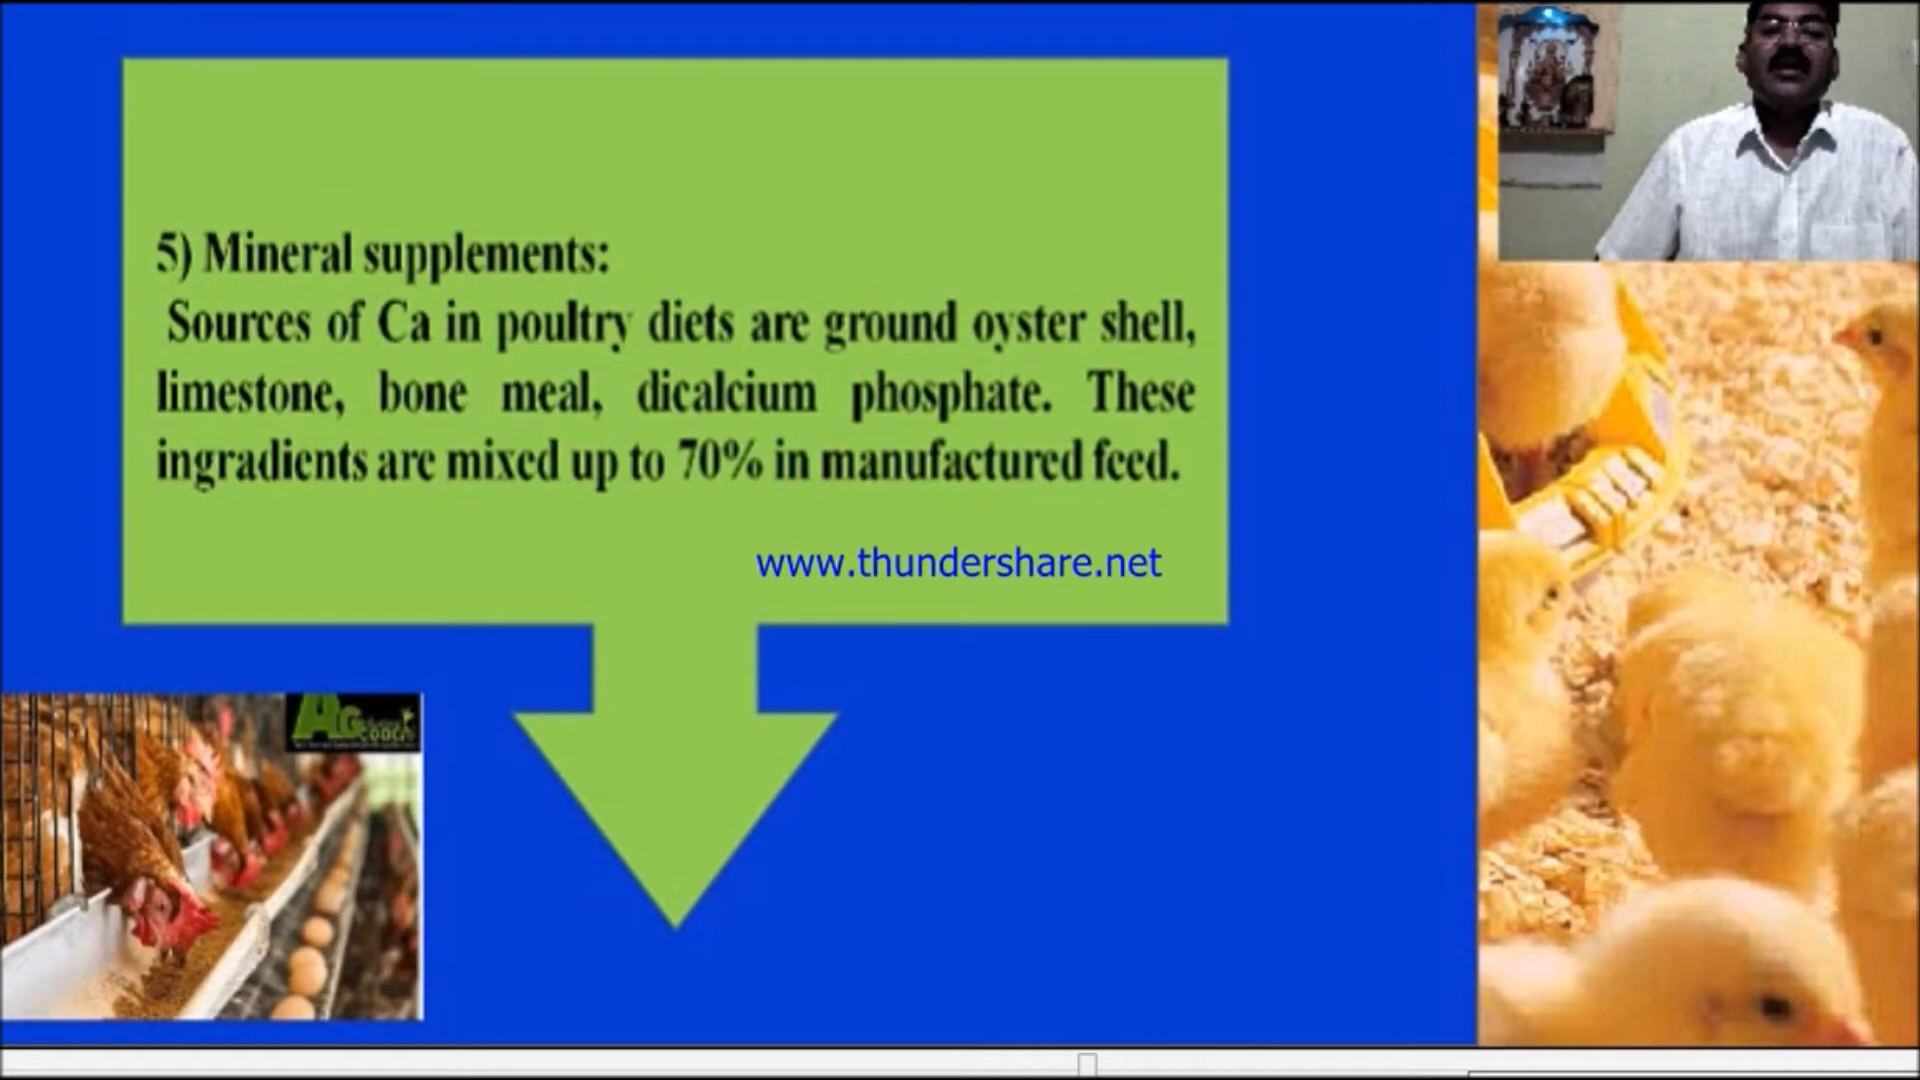 5) Mineral supplements:
Sources of Ca in poultry diets are ground oyster shell,
limestone, bone meal, dicalcium phosphate. These
ingradients are mixed up to 70% in manufactured feed.
www.thundershare.net
AG